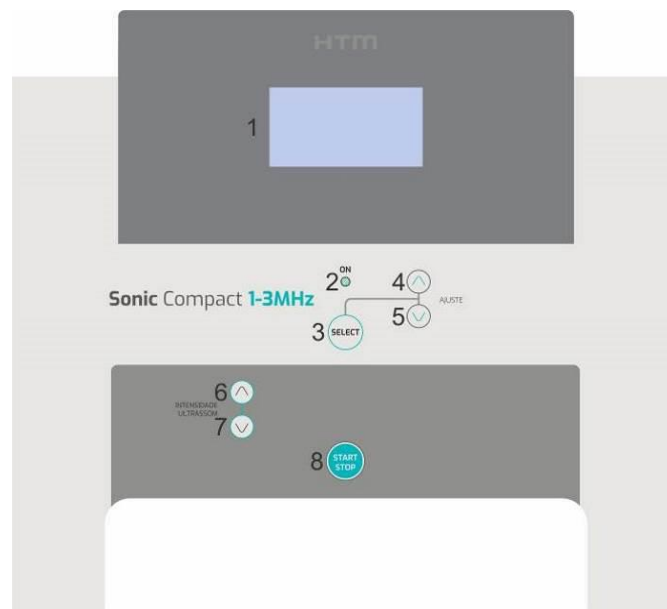 HTM
1
ON
2
4
Sonic Compact 1-3MHz
AJUSTE
3 SELECT
5
6
INTENSIDADE
ULTRASSOM
7
8 START
STOP